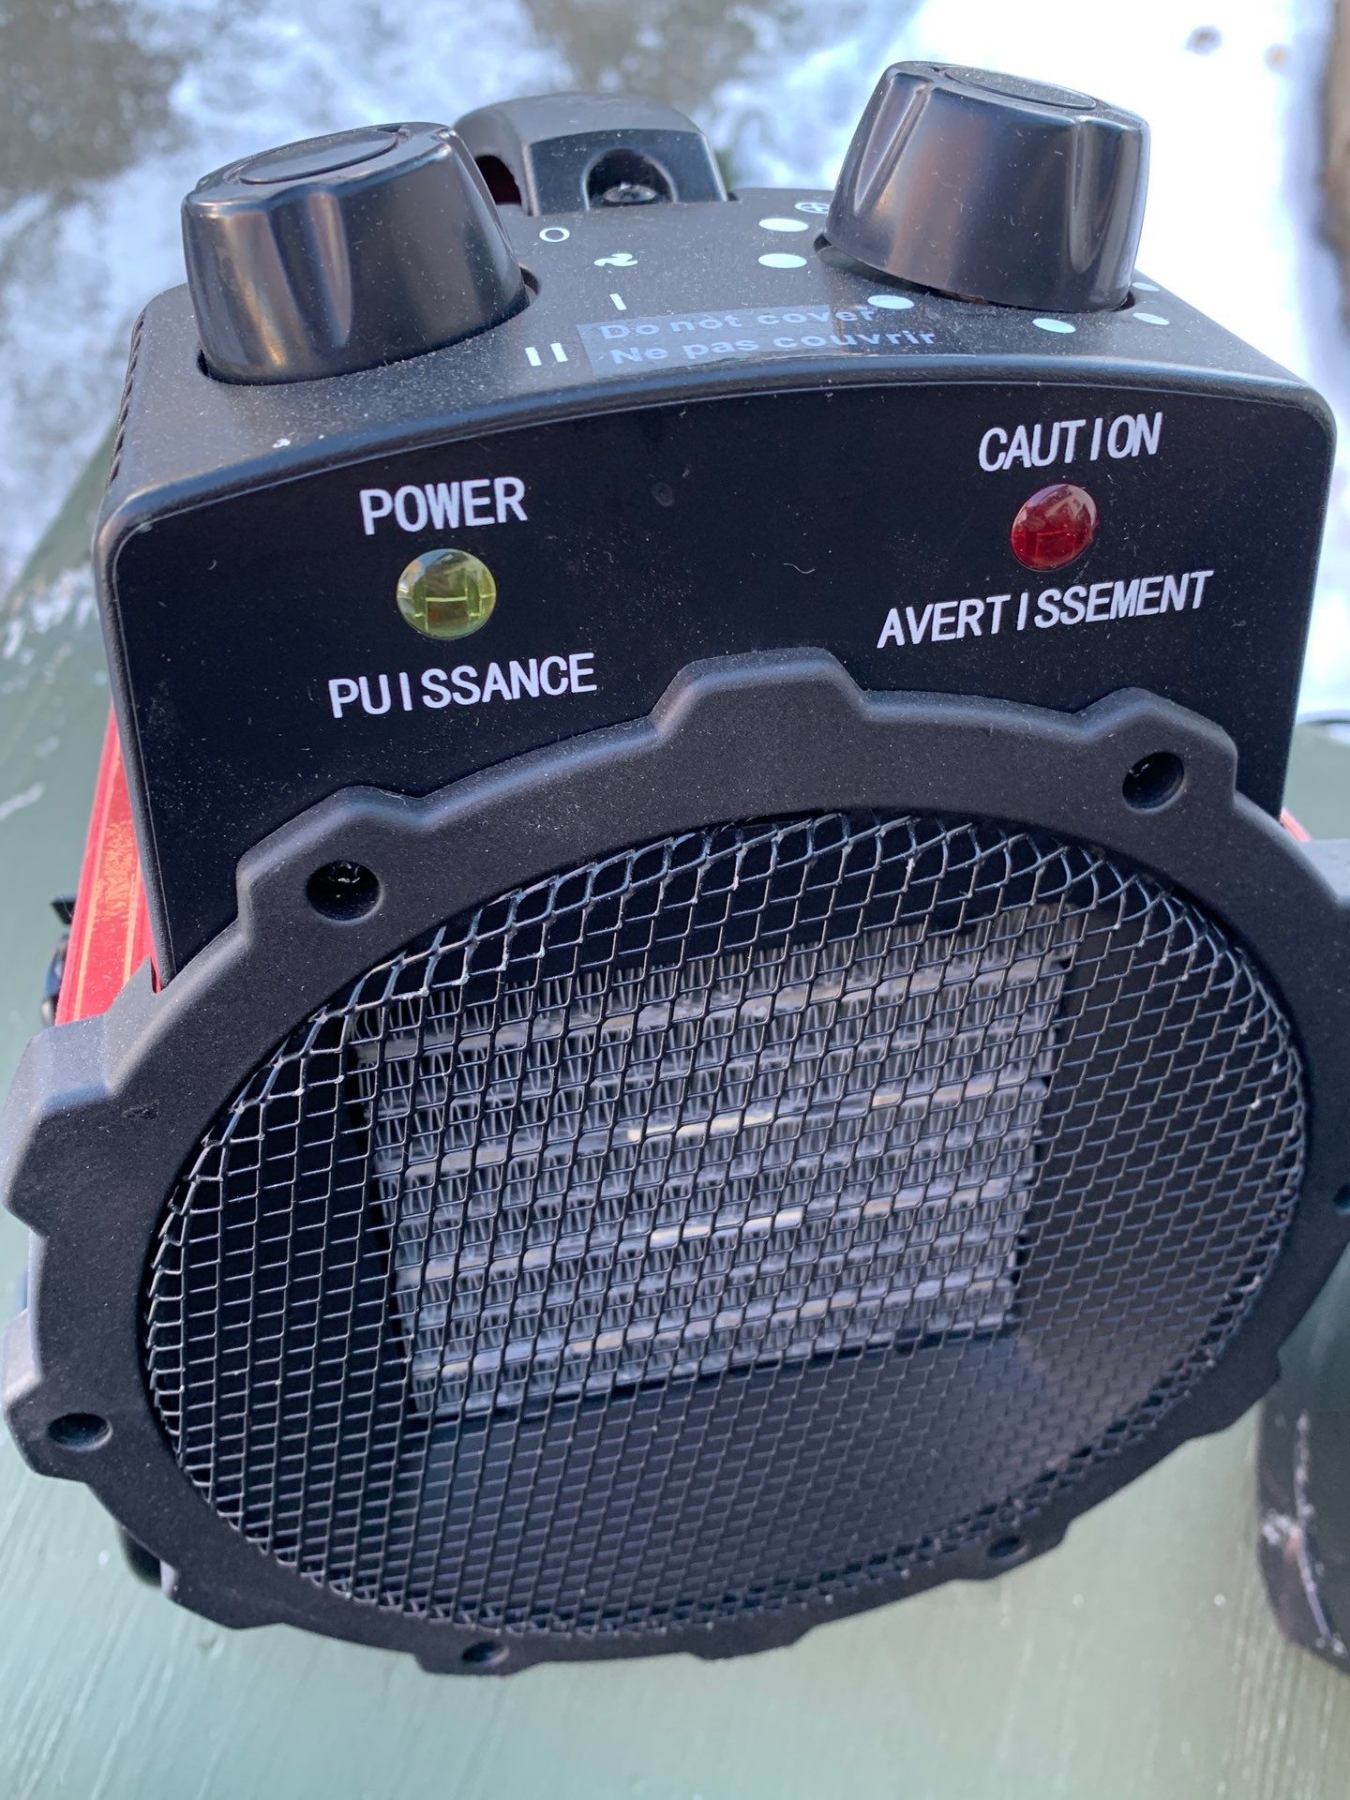 I
II
Do not cover
Ne pas couvrir
POWER
PUISSANCE
CAUTION
AVERTISSEMENT